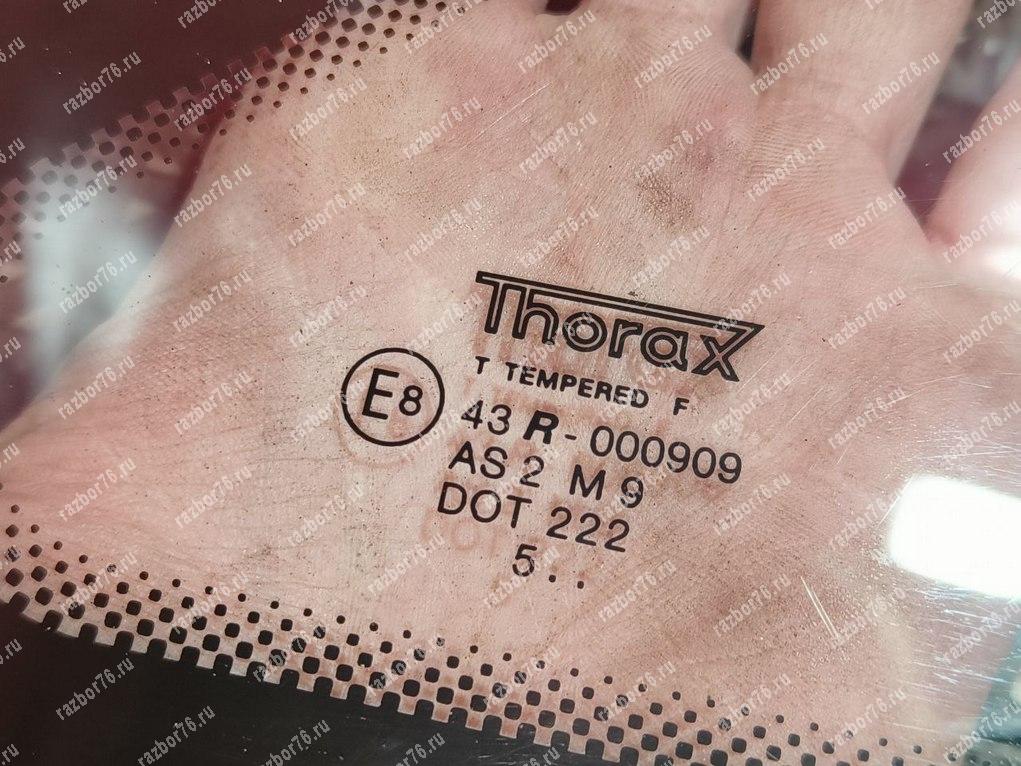 Thorax
T TEMPERED F
E8
43 R - 000909
AS 2 M 9
DOT 222
5 . .
razbor76.ru